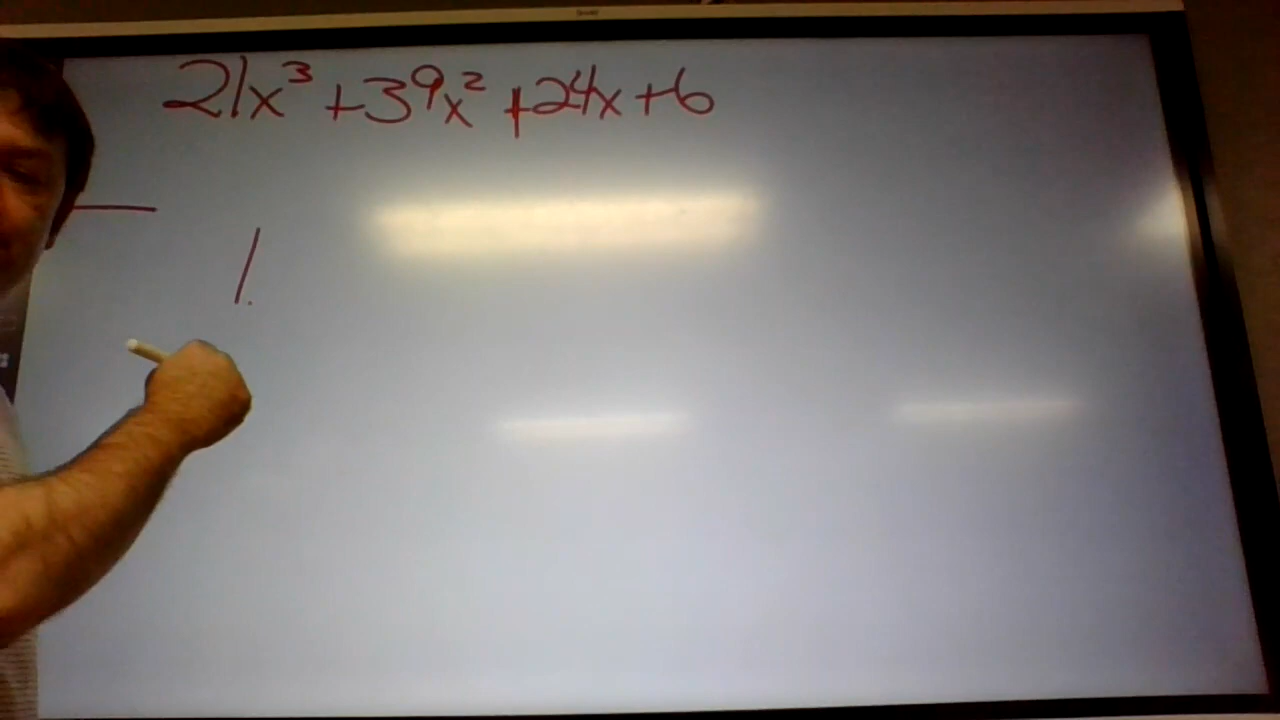 21x³ + 39x² + 24x + 6